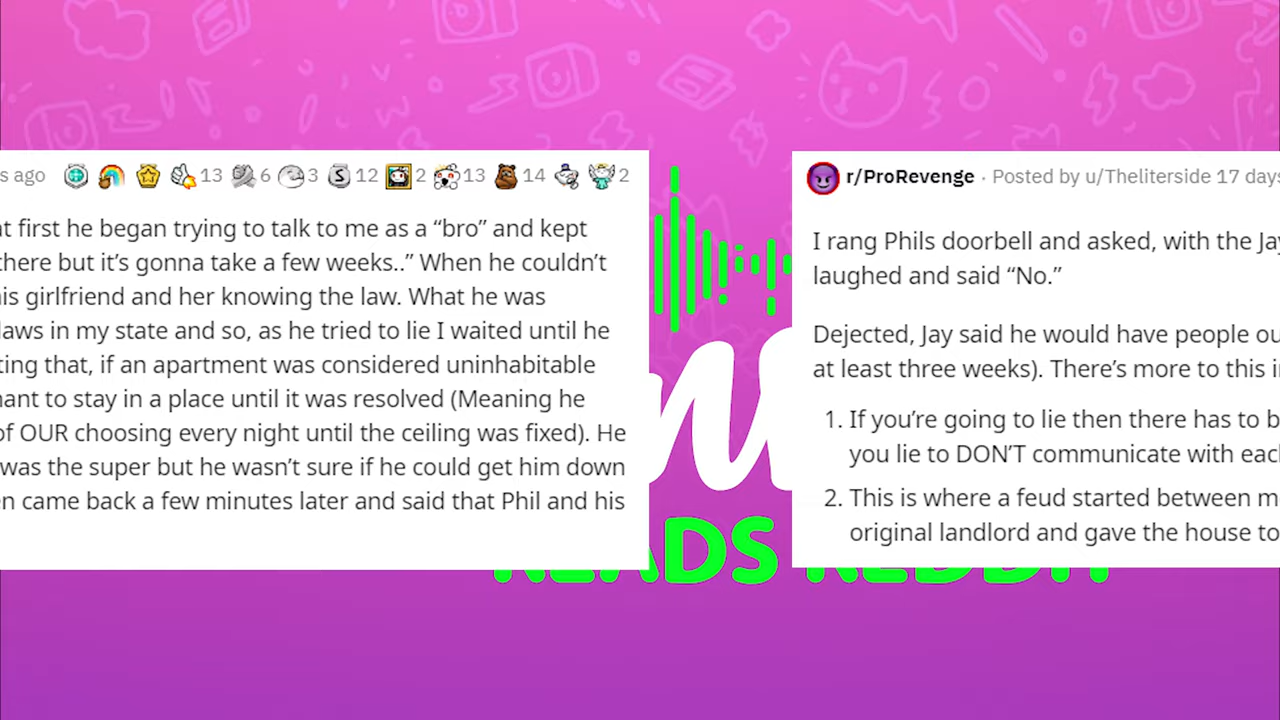 s ago 13 6 3 12 2 13 14 2
at first he began trying to talk to me as a “bro” and kept
there but it’s gonna take a few weeks..” When he couldn’t
his girlfriend and her knowing the law. What he was
laws in my state and so, as he tried to lie I waited until he
ting that, if an apartment was considered uninhabitable
nant to stay in a place until it was resolved (Meaning he
of OUR choosing every night until the ceiling was fixed). He
was the super but he wasn’t sure if he could get him down
en came back a few minutes later and said that Phil and his
r/ProRevenge · Posted by u/Theliterside 17 days
I rang Phils doorbell and asked, with the Jay
laughed and said “No.”
Dejected, Jay said he would have people ou
at least three weeks). There’s more to this i
1. If you’re going to lie then there has to b
you lie to DON’T communicate with eac
2. This is where a feud started between m
original landlord and gave the house to
READS REDDIT